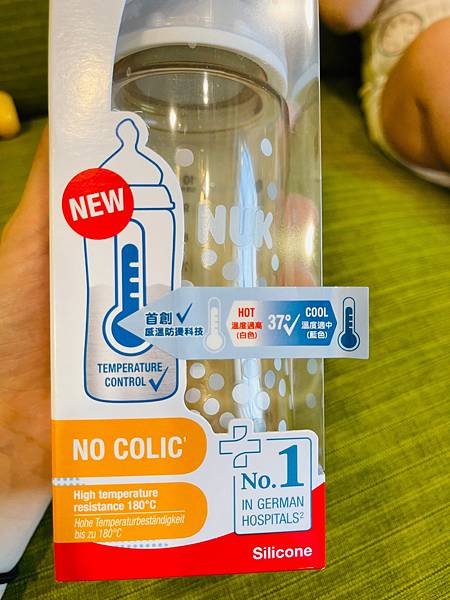 NEW
NUK
首創
感溫防燙科技
HOT
溫度過高
(白色)
37°
COOL
溫度適中
(藍色)
TEMPERATURE
CONTROL
NO COLIC¹
High temperature
resistance 180°C
Hohe Temperaturbeständigkeit
bis zu 180°C
No.1
IN GERMAN
HOSPITALS²
Silicone